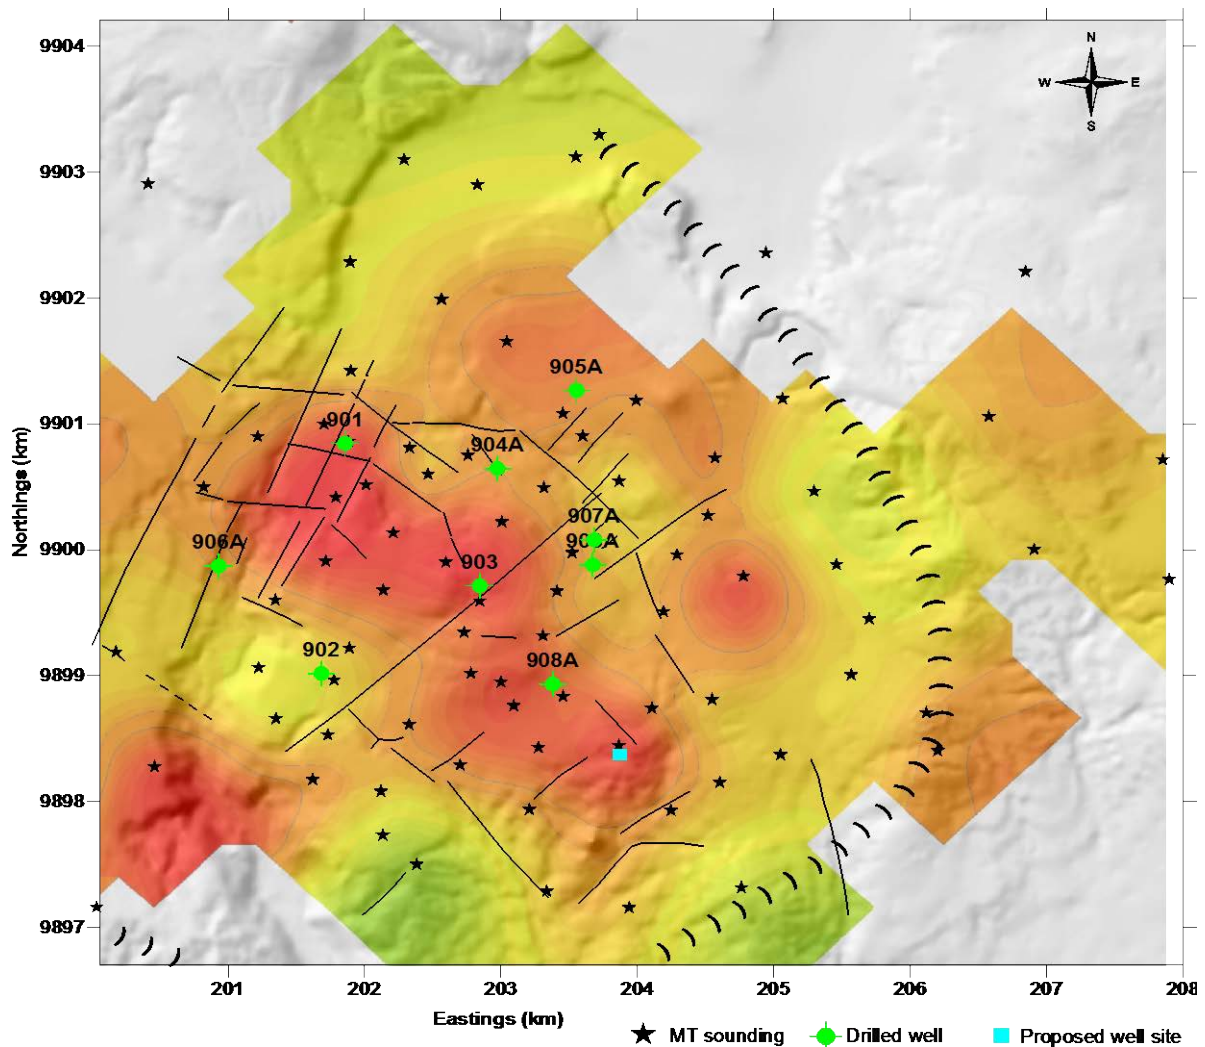 N
W E
S
9904
9903
9902
9901
9900
9899
9898
9897
Northings (km)
905A
901
904A
907A
906A
903
902
908A
201 202 203 204 205 206 207 208
Eastings (km)
MT sounding Drilled well Proposed well site